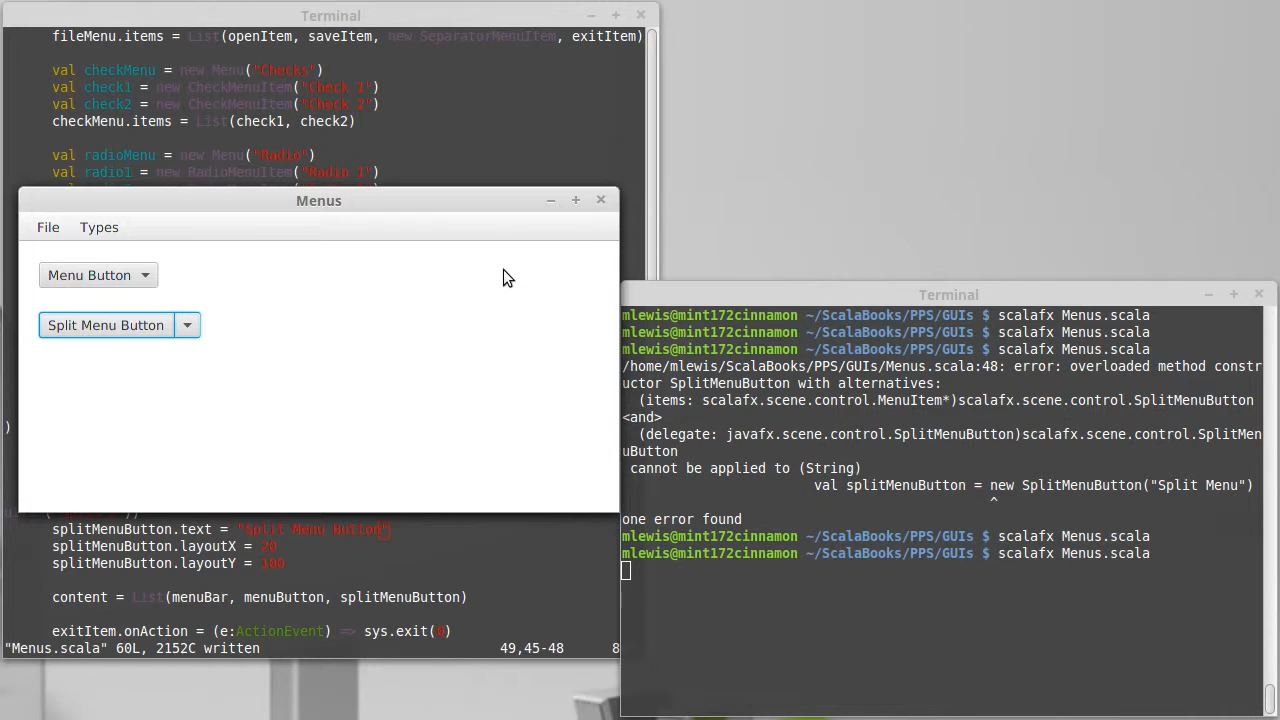 Terminal
fileMenu.items = List(openItem, saveItem, new SeparatorMenuItem, exitItem)
val checkMenu = new Menu("Checks")
val check1 = new CheckMenuItem("Check 1")
val check2 = new CheckMenuItem("Check 2")
checkMenu.items = List(check1, check2)
val radioMenu = new Menu("Radio")
val radio1 = new RadioMenuItem("Radio 1")
Menus
File Types
Menu Button
Split Menu Button
)
splitMenuButton.text = "Split Menu Button"
splitMenuButton.layoutX = 20
splitMenuButton.layoutY = 100
content = List(menuBar, menuButton, splitMenuButton)
exitItem.onAction = (e:ActionEvent) => sys.exit(0)
"Menus.scala" 60L, 2152C written 49,45-48 8
Terminal
mlewis@mint172cinnamon ~/ScalaBooks/PPS/GUIs $ scalafx Menus.scala
mlewis@mint172cinnamon ~/ScalaBooks/PPS/GUIs $ scalafx Menus.scala
mlewis@mint172cinnamon ~/ScalaBooks/PPS/GUIs $ scalafx Menus.scala
/home/mlewis/ScalaBooks/PPS/GUIs/Menus.scala:48: error: overloaded method constr
uctor SplitMenuButton with alternatives:
(items: scalafx.scene.control.MenuItem*)scalafx.scene.control.SplitMenuButton
<and>
(delegate: javafx.scene.control.SplitMenuButton)scalafx.scene.control.SplitMen
uButton
cannot be applied to (String)
val splitMenuButton = new SplitMenuButton("Split Menu")
^
one error found
mlewis@mint172cinnamon ~/ScalaBooks/PPS/GUIs $ scalafx Menus.scala
mlewis@mint172cinnamon ~/ScalaBooks/PPS/GUIs $ scalafx Menus.scala